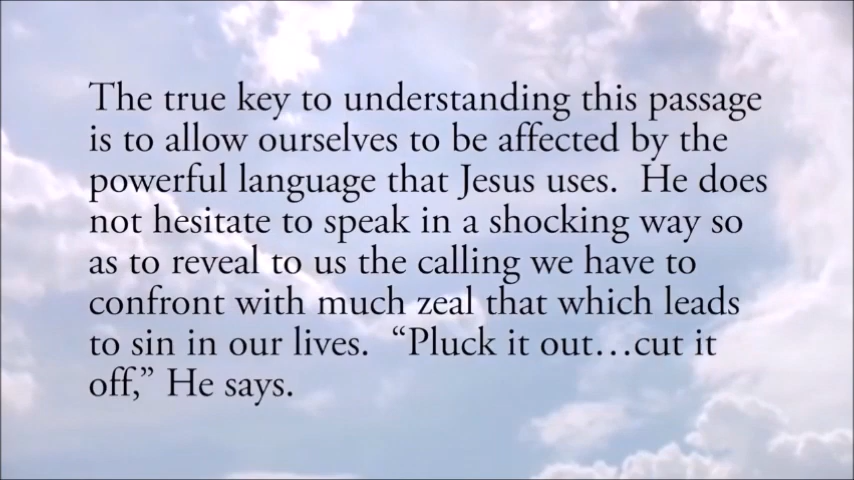 The true key to understanding this passage
is to allow ourselves to be affected by the
powerful language that Jesus uses.  He does
not hesitate to speak in a shocking way so
as to reveal to us the calling we have to
confront with much zeal that which leads
to sin in our lives.  “Pluck it out…cut it
off,” He says.